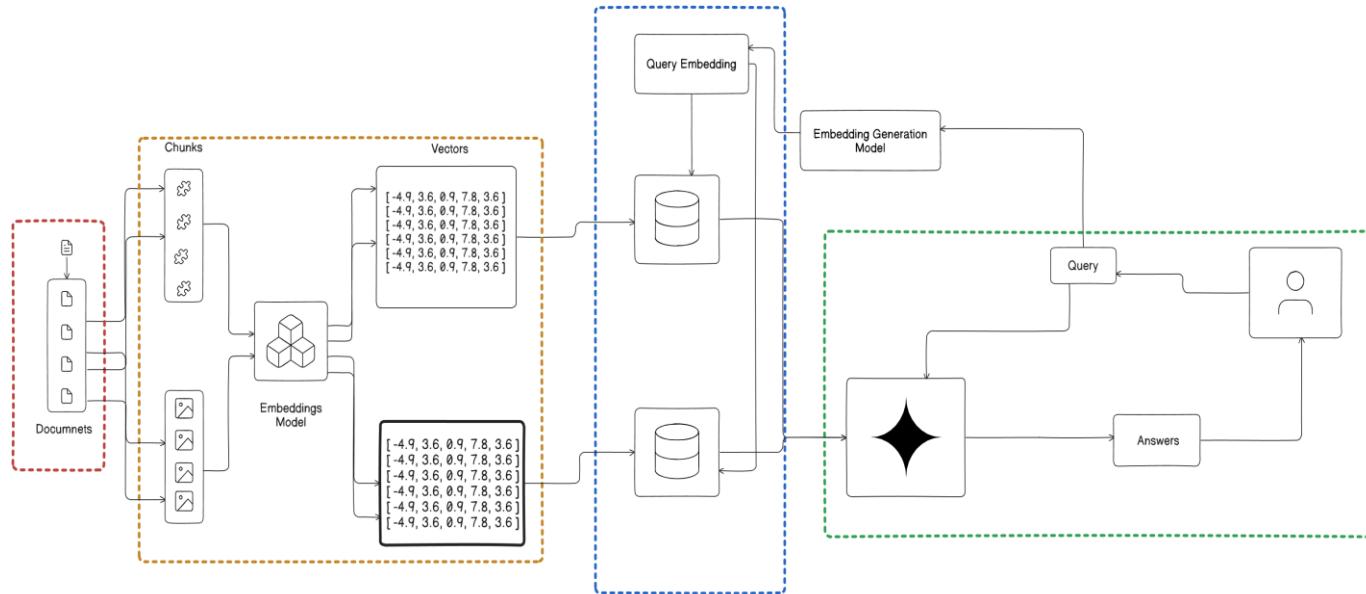 Query Embedding
Embedding Generation
Model
Chunks
Vectors
[ -4.9, 3.6, 0.9, 7.8, 3.6 ]
[ -4.9, 3.6, 0.9, 7.8, 3.6 ]
[ -4.9, 3.6, 0.9, 7.8, 3.6 ]
[ -4.9, 3.6, 0.9, 7.8, 3.6 ]
[ -4.9, 3.6, 0.9, 7.8, 3.6 ]
[ -4.9, 3.6, 0.9, 7.8, 3.6 ]
Query
Embeddings
Model
Documnets
[ -4.9, 3.6, 0.9, 7.8, 3.6 ]
[ -4.9, 3.6, 0.9, 7.8, 3.6 ]
[ -4.9, 3.6, 0.9, 7.8, 3.6 ]
[ -4.9, 3.6, 0.9, 7.8, 3.6 ]
[ -4.9, 3.6, 0.9, 7.8, 3.6 ]
[ -4.9, 3.6, 0.9, 7.8, 3.6 ]
Answers